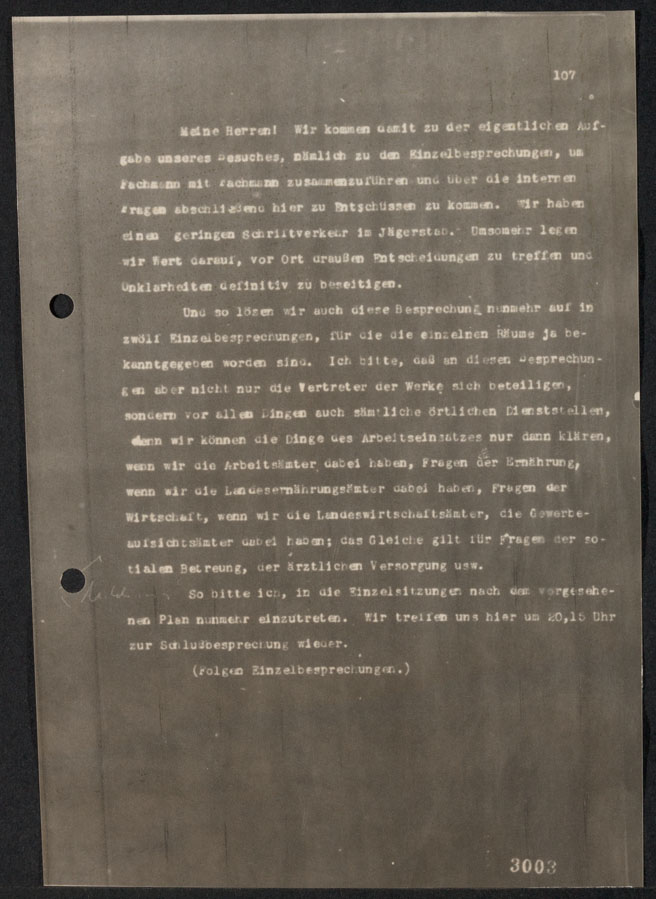 107
Meine Herren! Wir kommen damit zu der eigentlichen Auf-
gabe unseres Besuches, nämlich zu den Einzelbesprechungen, um
Fachmann mit Fachmann zusammenzuführen und über die internen
Fragen abschließend hier zu Entschlüssen zu kommen. Wir haben
einen geringen Schriftverkehr im Jägerstab. Umsomehr legen
wir Wert darauf, vor Ort draußen Entscheidungen zu treffen und
Unklarheiten definitiv zu beseitigen.
Und so lösen wir auch diese Besprechung nunmehr auf in
zwölf Einzelbesprechungen, für die die einzelnen Räume ja be-
kanntgegeben worden sind. Ich bitte, daß an diesen Besprechun-
gen aber nicht nur die Vertreter der Werke sich beteiligen,
sondern vor allen Dingen auch sämtliche örtlichen Dienststellen,
denn wir können die Dinge des Arbeitseinsatzes nur dann klären,
wenn wir die Arbeitsämter dabei haben, Fragen der Ernährung,
wenn wir die Landesernährungsämter dabei haben, Fragen der
Wirtschaft, wenn wir die Landeswirtschaftsämter, die Gewerbe-
aufsichtsämter dabei haben; das Gleiche gilt für Fragen der so-
tialen Betreung, der ärztlichen Versorgung usw.
So bitte ich, in die Einzelsitzungen nach dem vorgesehe-
nen Plan nunmehr einzutreten. Wir treffen uns hier um 20,15 Uhr
zur Schlußbesprechung wieder.
(Folgen Einzelbesprechungen.)
3003